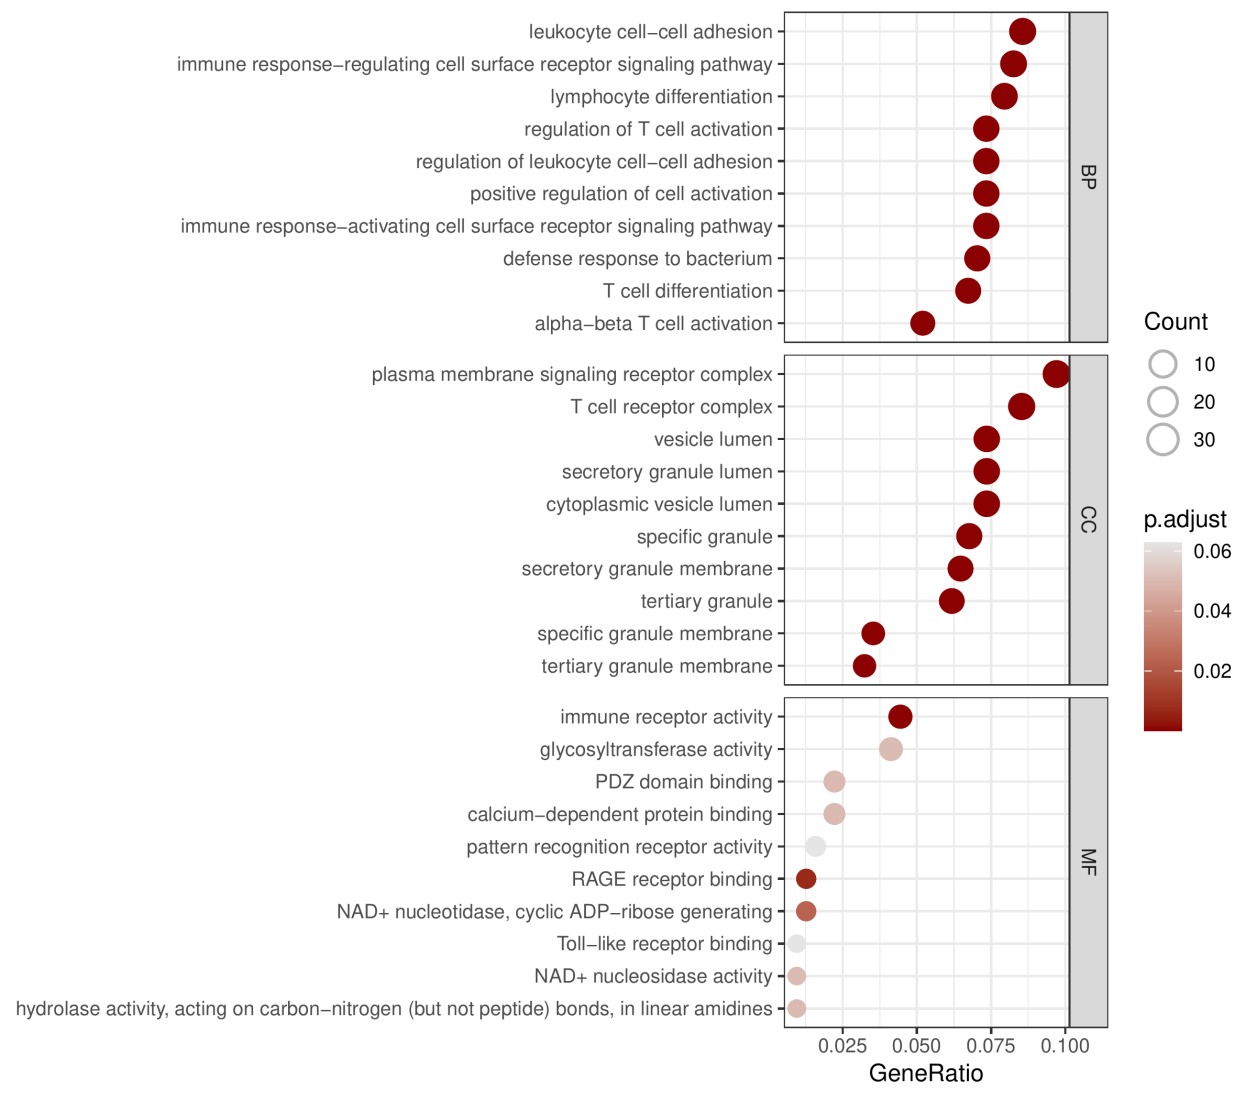 leukocyte cell−cell adhesion
immune response−regulating cell surface receptor signaling pathway
lymphocyte differentiation
regulation of T cell activation
regulation of leukocyte cell−cell adhesion
positive regulation of cell activation
immune response−activating cell surface receptor signaling pathway
defense response to bacterium
T cell differentiation
alpha−beta T cell activation
BP
plasma membrane signaling receptor complex
T cell receptor complex
vesicle lumen
secretory granule lumen
cytoplasmic vesicle lumen
specific granule
secretory granule membrane
tertiary granule
specific granule membrane
tertiary granule membrane
CC
immune receptor activity
glycosyltransferase activity
PDZ domain binding
calcium−dependent protein binding
pattern recognition receptor activity
RAGE receptor binding
NAD+ nucleotidase, cyclic ADP−ribose generating
Toll−like receptor binding
NAD+ nucleosidase activity
hydrolase activity, acting on carbon−nitrogen (but not peptide) bonds, in linear amidines
MF
0.025 0.050 0.075 0.100
GeneRatio
Count
10
20
30
p.adjust
0.06
0.04
0.02